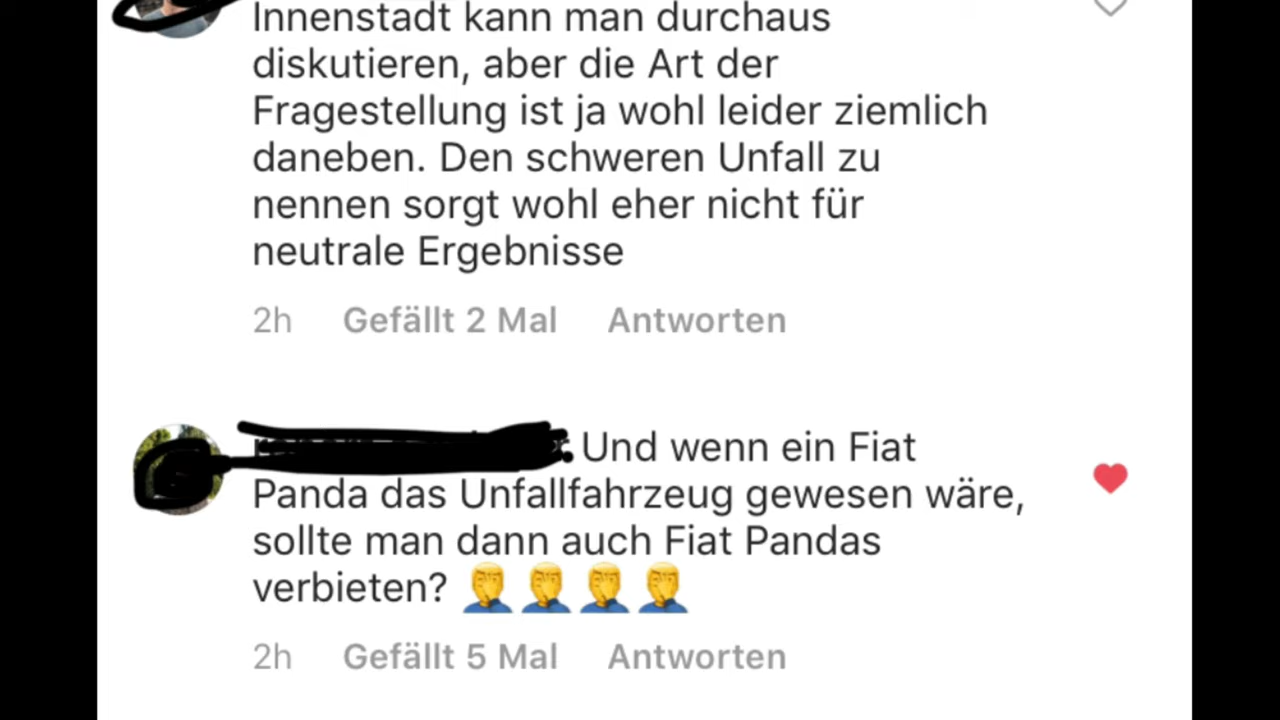 Innenstadt kann man durchaus
diskutieren, aber die Art der
Fragestellung ist ja wohl leider ziemlich
daneben. Den schweren Unfall zu
nennen sorgt wohl eher nicht für
neutrale Ergebnisse
2h Gefällt 2 Mal Antworten
Und wenn ein Fiat
Panda das Unfallfahrzeug gewesen wäre,
sollte man dann auch Fiat Pandas
verbieten? 🤦‍♂️🤦‍♂️🤦‍♂️🤦‍♂️
2h Gefällt 5 Mal Antworten